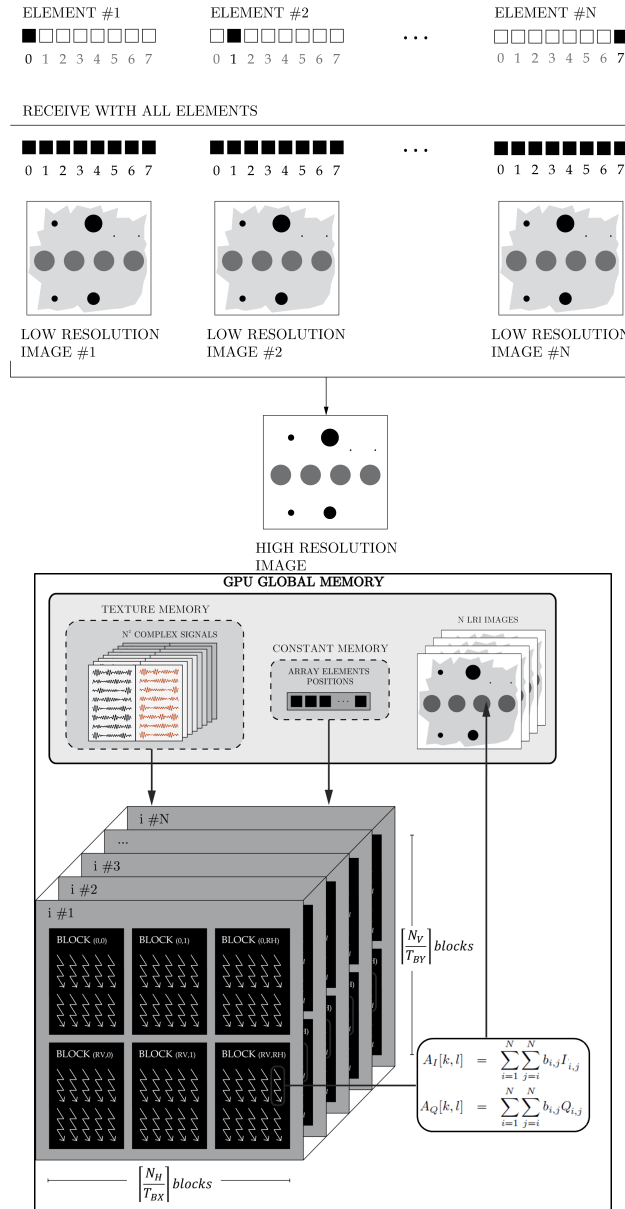 ELEMENT #1 ELEMENT #2 ELEMENT #N
...
0 1 2 3 4 5 6 7 0 1 2 3 4 5 6 7 0 1 2 3 4 5 6 7
RECEIVE WITH ALL ELEMENTS
...
0 1 2 3 4 5 6 7 0 1 2 3 4 5 6 7 0 1 2 3 4 5 6 7
LOW RESOLUTION
IMAGE #1
LOW RESOLUTION
IMAGE #2
LOW RESOLUTION
IMAGE #N
HIGH RESOLUTION
IMAGE
GPU GLOBAL MEMORY
TEXTURE MEMORY
N² COMPLEX SIGNALS
CONSTANT MEMORY
ARRAY ELEMENTS
POSITIONS
...
N LRI IMAGES
i #N
...
i #3
i #2
i #1
BLOCK (0,0) BLOCK (0,1) BLOCK (0,RH)
BLOCK (RV,0) BLOCK (RV,1) BLOCK (RV,RH)
⌈N_V/T_BY⌉ blocks
A_I[k, l] = ∑_{i=1}^{N} ∑_{j=i}^{N} b_{i,j} I_{i,j}
A_Q[k, l] = ∑_{i=1}^{N} ∑_{j=i}^{N} b_{i,j} Q_{i,j}
⌈N_H/T_BX⌉ blocks